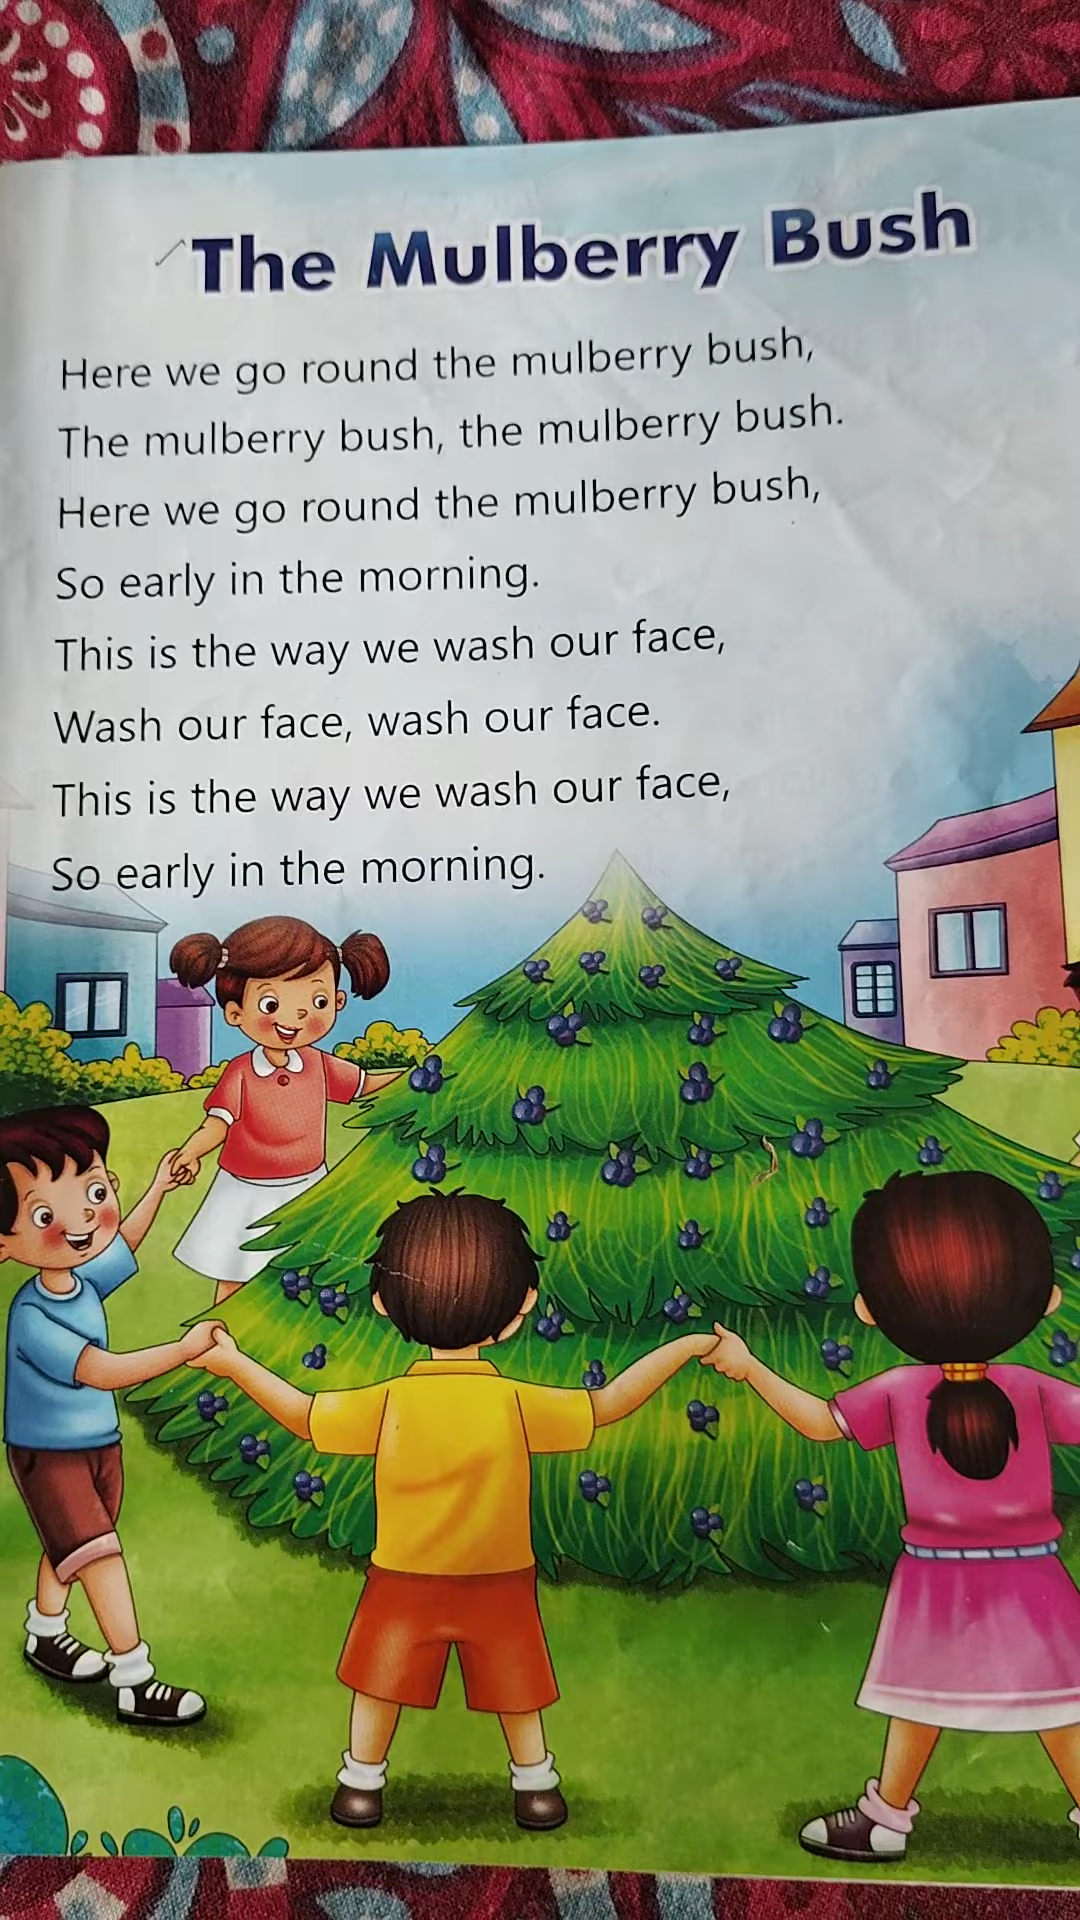 The Mulberry Bush
Here we go round the mulberry bush,
The mulberry bush, the mulberry bush.
Here we go round the mulberry bush,
So early in the morning.
This is the way we wash our face,
Wash our face, wash our face.
This is the way we wash our face,
So early in the morning.